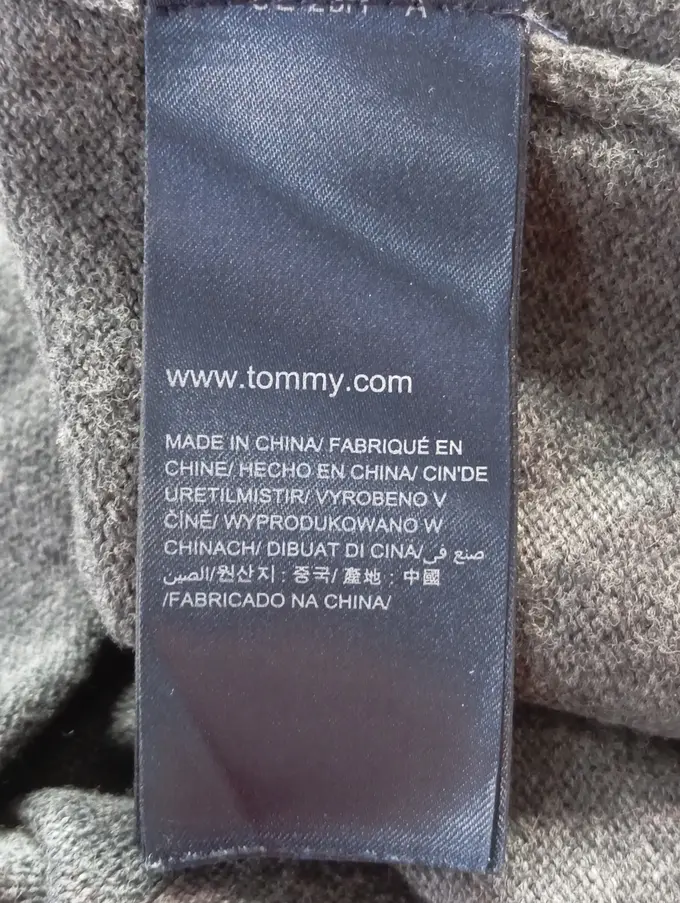 www.tommy.com
MADE IN CHINA/ FABRIQUÉ EN
CHINE/ HECHO EN CHINA/ CIN'DE
URETILMISTIR/ VYROBENO V
ČÍNĚ/ WYPRODUKOWANO W
CHINACH/ DIBUAT DI CINA/صنع في
الصين/원산지 : 중국/ 產地 : 中國
/FABRICADO NA CHINA/